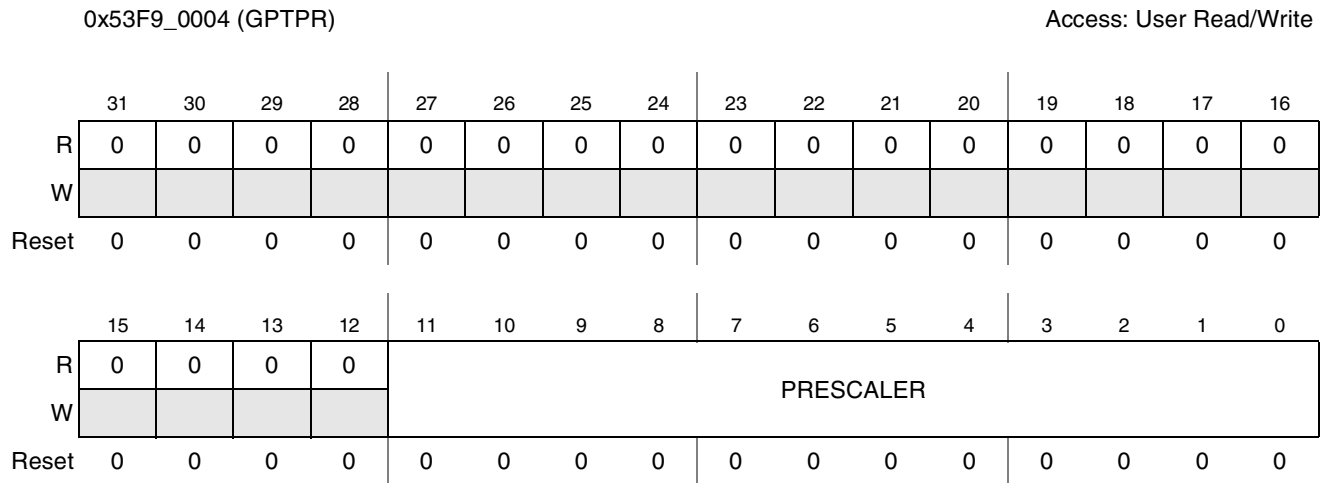 0x53F9_0004 (GPTPR) Access: User Read/Write
31 30 29 28 27 26 25 24 23 22 21 20 19 18 17 16
R 0 0 0 0 0 0 0 0 0 0 0 0 0 0 0 0
W
Reset 0 0 0 0 0 0 0 0 0 0 0 0 0 0 0 0
15 14 13 12 11 10 9 8 7 6 5 4 3 2 1 0
R 0 0 0 0
PRESCALER
W
Reset 0 0 0 0 0 0 0 0 0 0 0 0 0 0 0 0